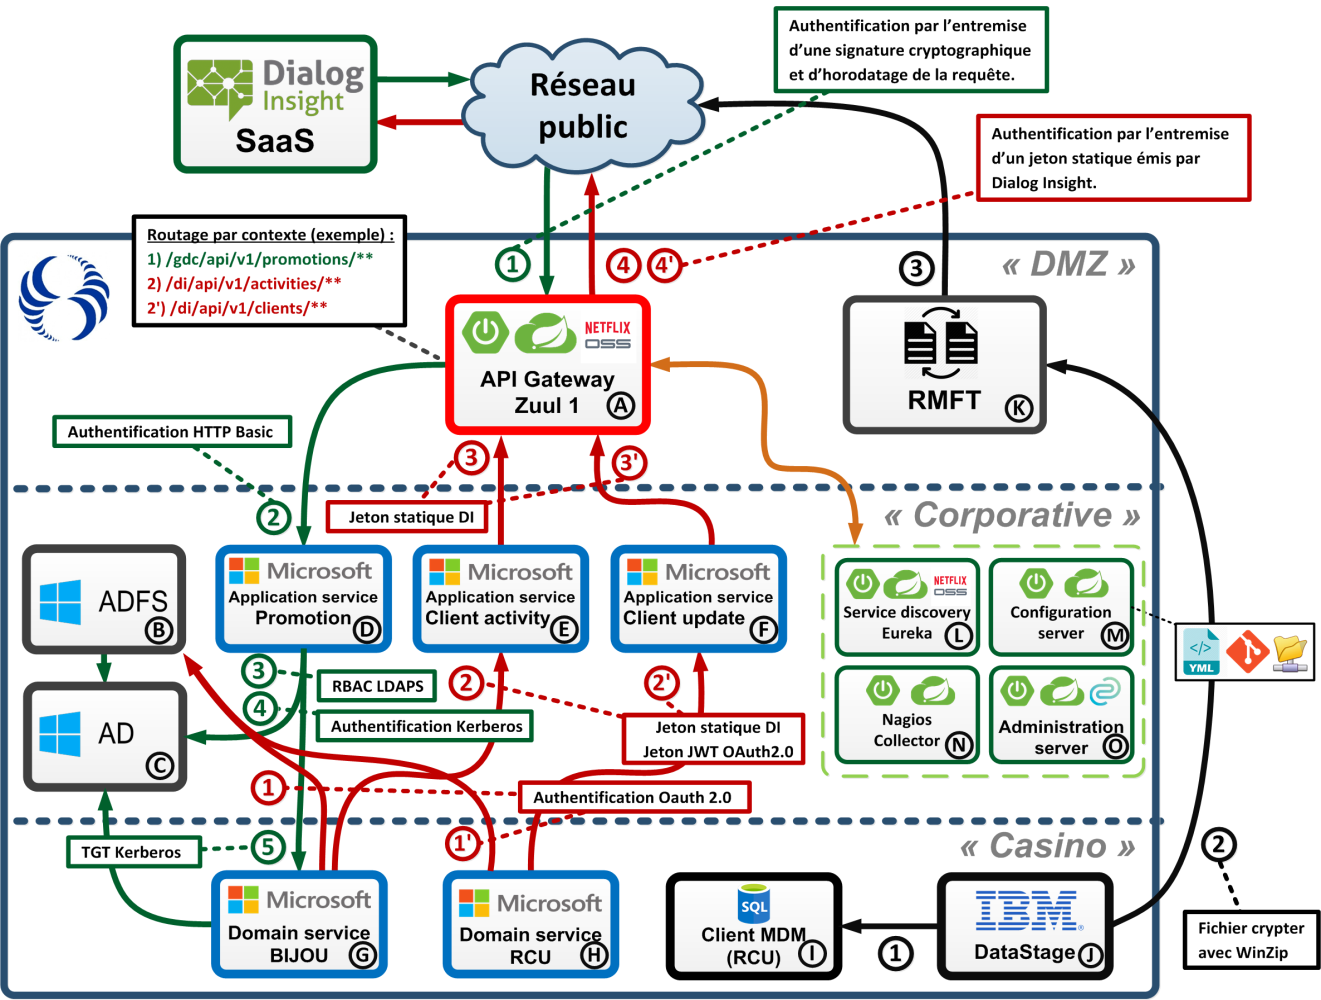 Authentification par l'entremise
d'une signature cryptographique
et d'horodatage de la requête.
Dialog
Insight
SaaS
Réseau
public
Authentification par l'entremise
d'un jeton statique émis par
Dialog Insight.
Routage par contexte (exemple) :
1) /gdc/api/v1/promotions/**
2) /di/api/v1/activities/**
2') /di/api/v1/clients/**
1
4
4'
3
« DMZ »
NETFLIX
OSS
API Gateway
Zuul 1
A
RMFT
K
Authentification HTTP Basic
3
3'
2
Jeton statique DI
« Corporative »
ADFS
B
Microsoft
Application service
Promotion
D
Microsoft
Application service
Client activity
E
Microsoft
Application service
Client update
F
NETFLIX
OSS
Service discovery
Eureka
L
Configuration
server
M
</>
YML
3
RBAC LDAPS
2
2'
4
Authentification Kerberos
Jeton statique DI
Jeton JWT OAuth2.0
AD
C
Nagios
Collector
N
Administration
server
O
1
Authentification Oauth 2.0
1'
TGT Kerberos
5
« Casino »
2
Microsoft
Domain service
BIJOU
G
Microsoft
Domain service
RCU
H
SQL
Client MDM
(RCU)
I
1
IBM
®
DataStage
J
Fichier crypter
avec WinZip